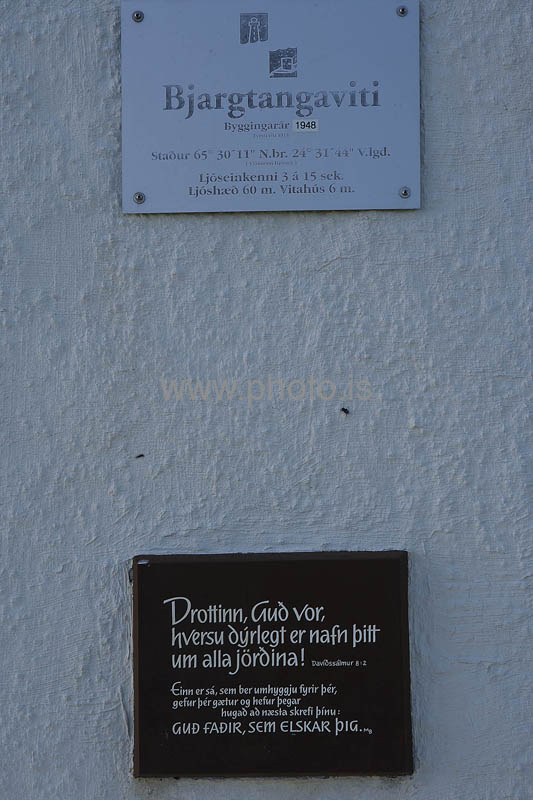 Bjargtangaviti
Byggingarár 1948
Staður 65° 30´11" N.br. 24° 31´44" V.lgd.
Ljóseinkenni 3 á 15 sek.
Ljóshæð 60 m. Vitahús 6 m.
www.photo.is
Drottinn, Guð vor,
hversu dýrlegt er nafn þitt
um alla jörðina! Davíðssálmur 8:2
Einn er sá, sem ber umhyggju fyrir þér,
gefur þér gætur og hefur þegar
hugað að næsta skrefi þínu:
GUÐ FAÐIR, SEM ELSKAR ÞIG. MB